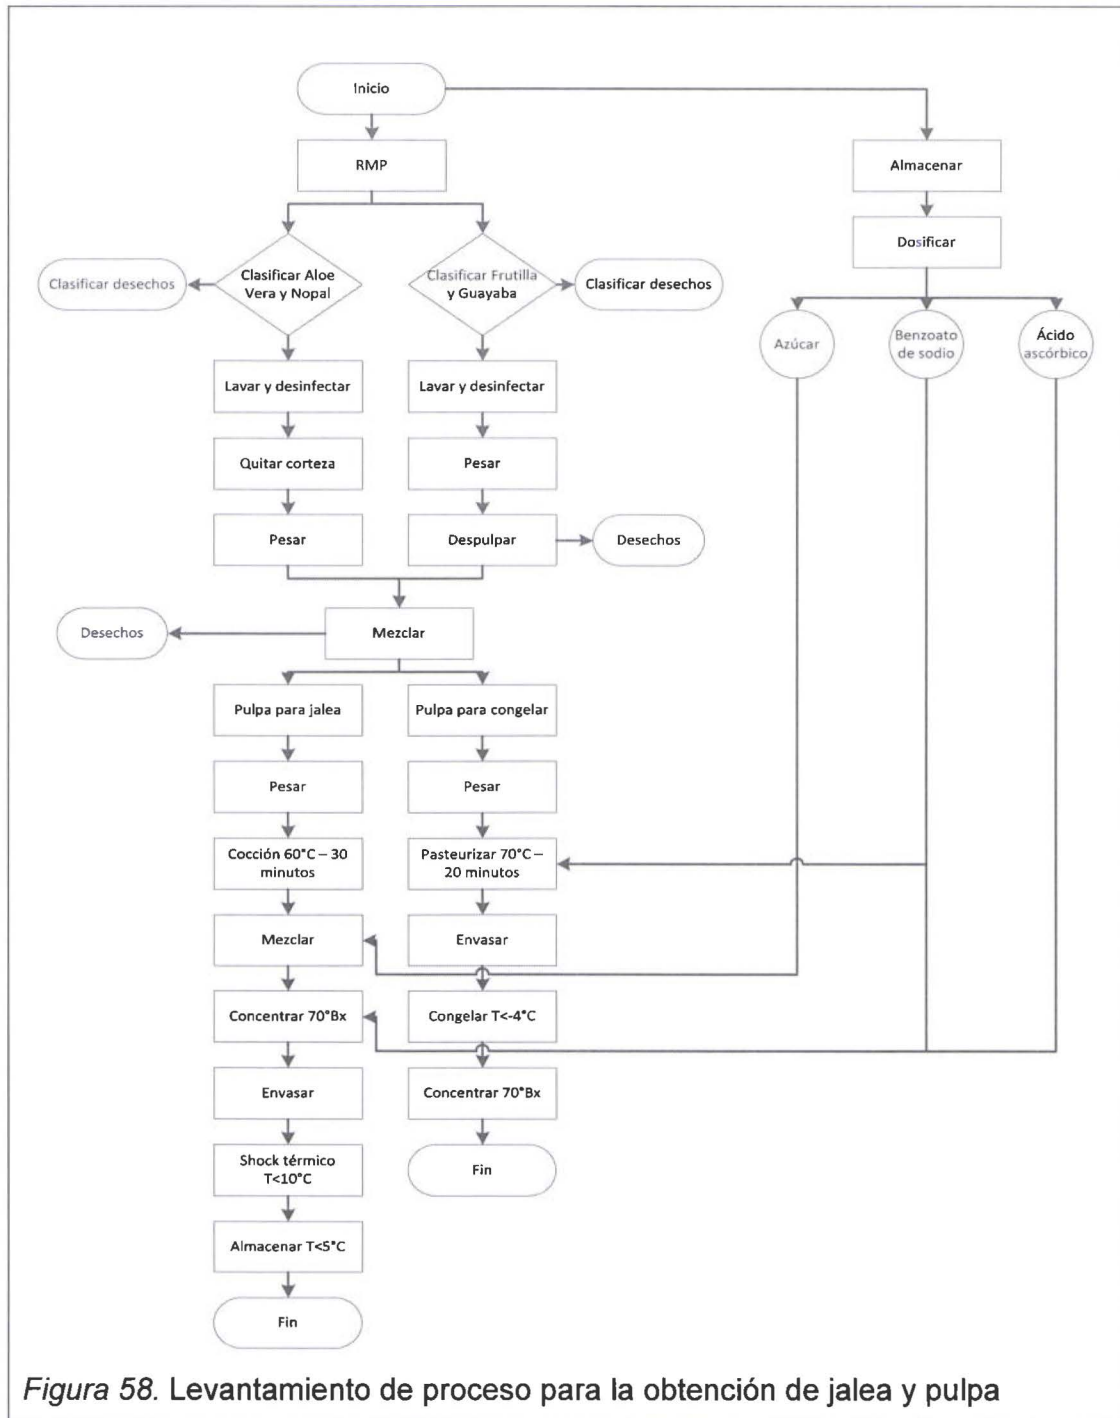 Inicio
RMP
Almacenar
Dosificar
Clasificar desechos
Clasificar Aloe
Vera y Nopal
Clasificar Frutilla
y Guayaba
Clasificar desechos
Azúcar
Benzoato
de sodio
Ácido
ascórbico
Lavar y desinfectar
Lavar y desinfectar
Quitar corteza
Pesar
Pesar
Despulpar
Desechos
Desechos
Mezclar
Pulpa para jalea
Pulpa para congelar
Pesar
Pesar
Cocción 60°C – 30
minutos
Pasteurizar 70°C –
20 minutos
Mezclar
Envasar
Concentrar 70°Bx
Congelar T<-4°C
Envasar
Concentrar 70°Bx
Shock térmico
T<10°C
Fin
Almacenar T<5°C
Fin
Figura 58. Levantamiento de proceso para la obtención de jalea y pulpa